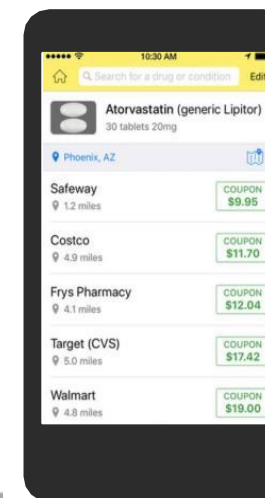 10:30 AM
Search for a drug or condition Edit
Atorvastatin (generic Lipitor)
30 tablets 20mg
Phoenix, AZ
Safeway
1.2 miles
COUPON
$9.95
Costco
4.9 miles
COUPON
$11.70
Frys Pharmacy
4.1 miles
COUPON
$12.04
Target (CVS)
5.0 miles
COUPON
$17.42
Walmart
4.8 miles
COUPON
$19.00